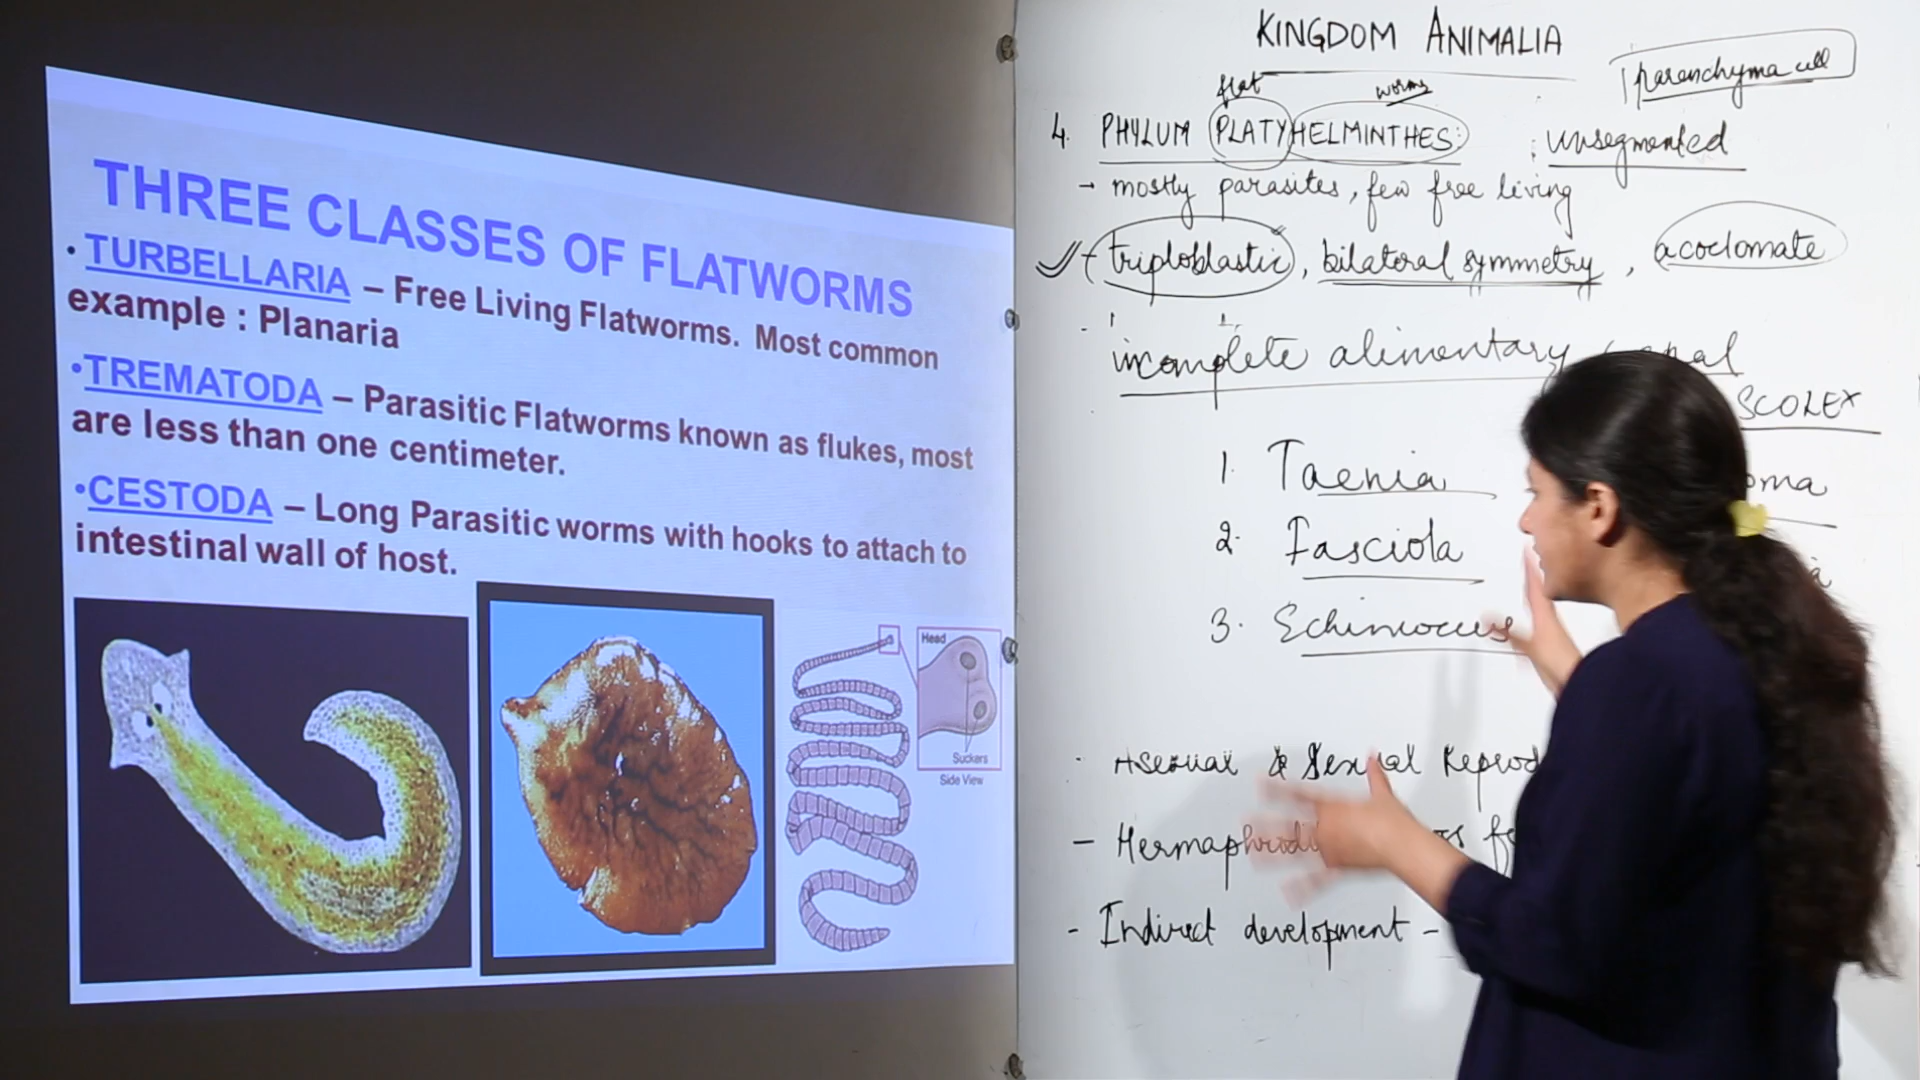 THREE CLASSES OF FLATWORMS
• TURBELLARIA – Free Living Flatworms. Most common
example : Planaria
•TREMATODA – Parasitic Flatworms known as flukes, most
are less than one centimeter.
•CESTODA – Long Parasitic worms with hooks to attach to
intestinal wall of host.
Head
Suckers
Side View
KINGDOM ANIMALIA
parenchyma cell
flat worms
4. PHYLUM PLATYHELMINTHES: : unsegmented
→ mostly parasites, few free living
- triploblastic, bilateral symmetry, acoelomate
incomplete alimentary
SCOLEX
1. Taenia
2. Fasciola
3.
· Asexual & Sexual Reprod
-
- Indirect development -